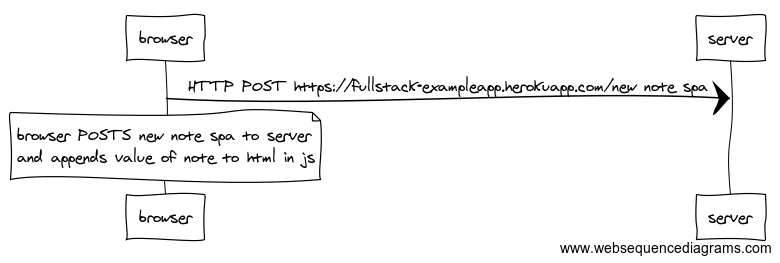 browser
server
HTTP POST https://fullstack-exampleapp.herokuapp.com/new note spa
browser POSTS new note spa to server
and appends value of note to html in js
browser
server
www.websequencediagrams.com